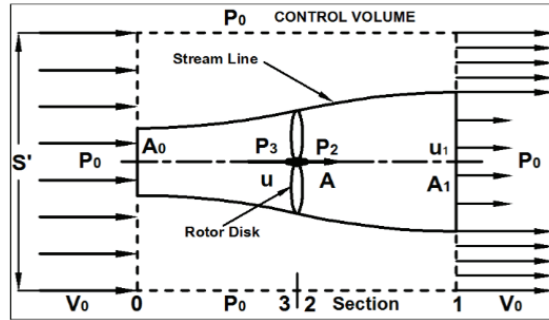 P₀ CONTROL VOLUME
Stream Line
A₀ P₃ P₂ u₁
S' P₀ P₀
u A A₁
Rotor Disk
V₀ 0 P₀ 3 2 Section 1 V₀